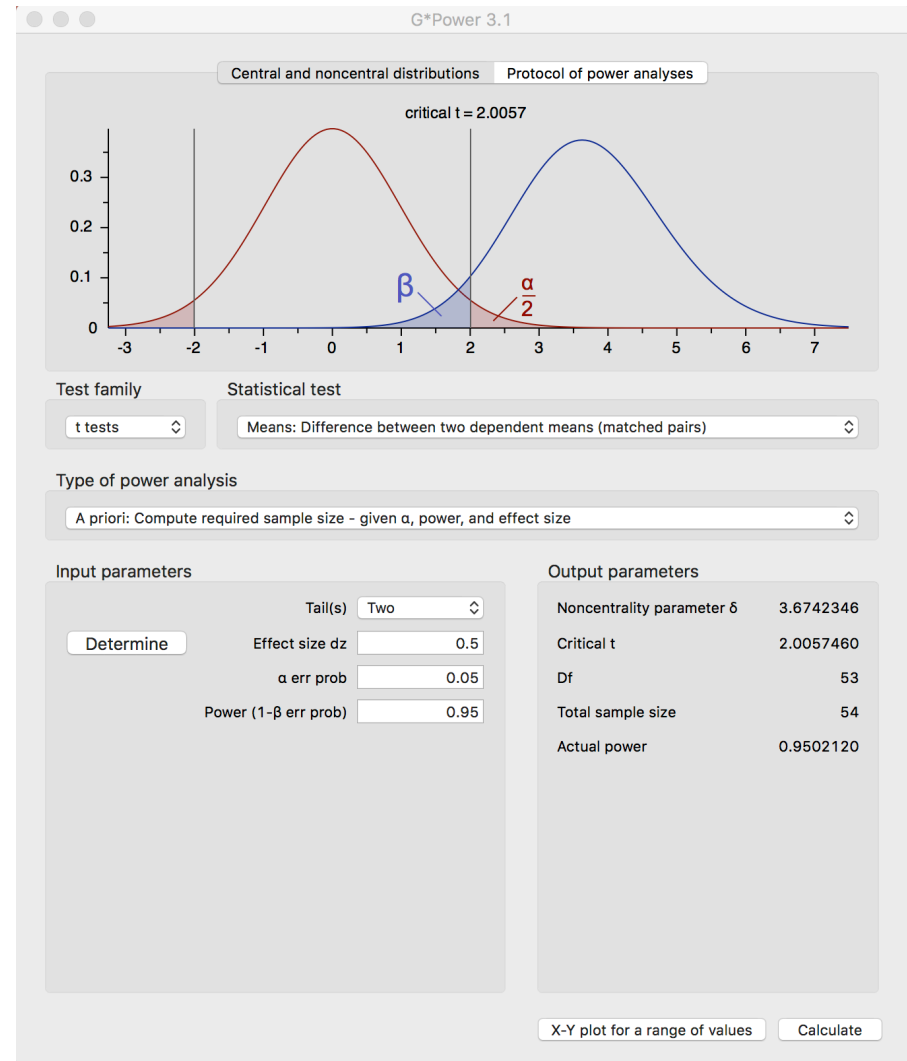 G*Power 3.1
Central and noncentral distributions Protocol of power analyses
critical t = 2.0057
0.3
0.2
0.1
0
β
α
2
-3 -2 -1 0 1 2 3 4 5 6 7
Test family Statistical test
t tests Means: Difference between two dependent means (matched pairs)
Type of power analysis
A priori: Compute required sample size - given α, power, and effect size
Input parameters
Tail(s) Two
Determine Effect size dz 0.5
α err prob 0.05
Power (1-β err prob) 0.95
Output parameters
Noncentrality parameter δ 3.6742346
Critical t 2.0057460
Df 53
Total sample size 54
Actual power 0.9502120
X-Y plot for a range of values Calculate